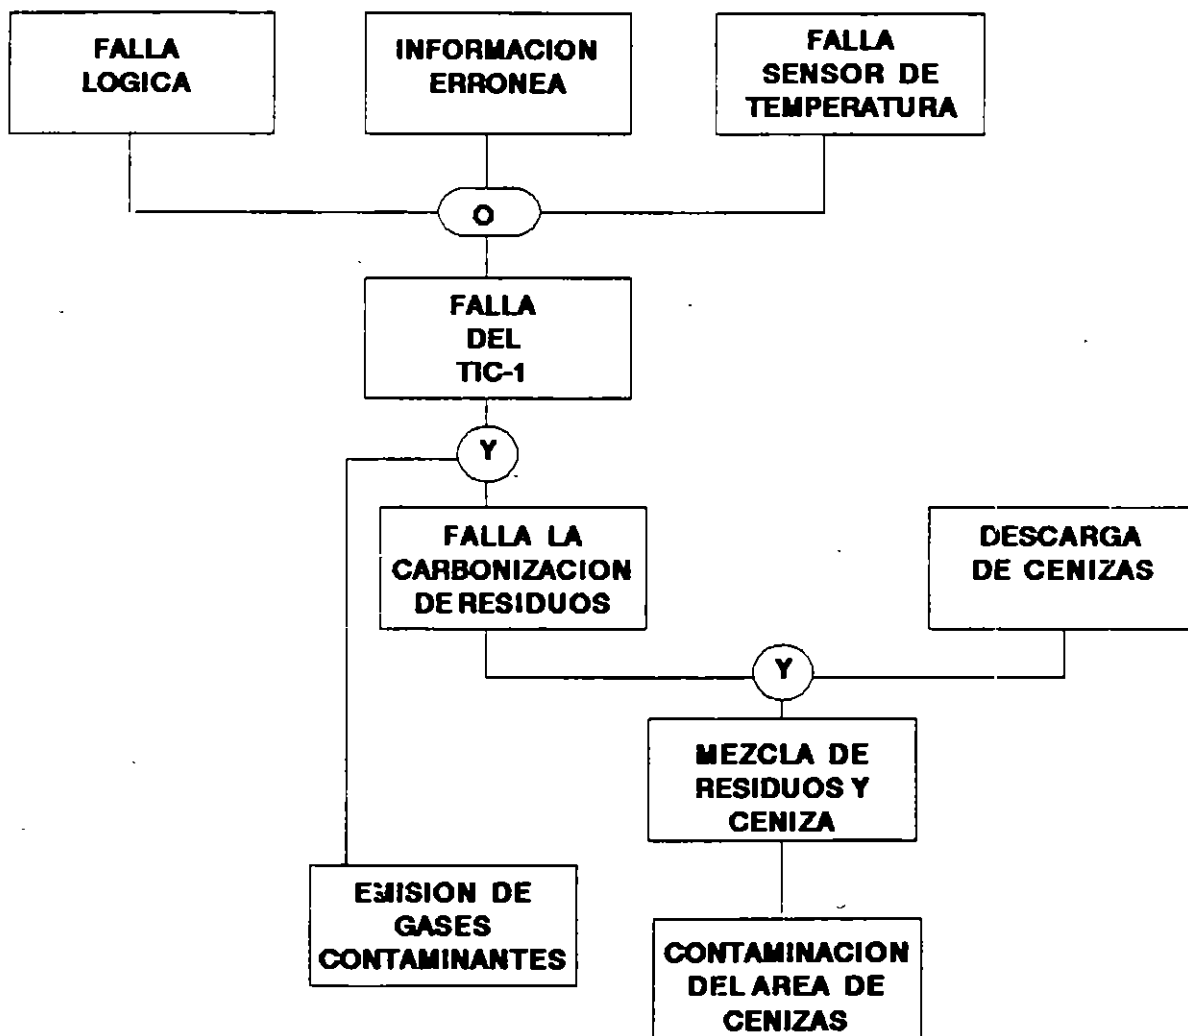 FALLA
LOGICA
INFORMACION
ERRONEA
FALLA
SENSOR DE
TEMPERATURA
O
FALLA
DEL
TIC-1
Y
FALLA LA
CARBONIZACION
DE RESIDUOS
DESCARGA
DE CENIZAS
Y
MEZCLA DE
RESIDUOS Y
CENIZA
EMISION DE
GASES
CONTAMINANTES
CONTAMINACION
DEL AREA DE
CENIZAS